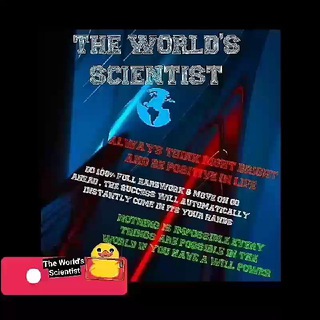 THE WORLD'S
SCIENTIST
ALWAYS THINK RIGHT BRIGHT
AND BE POSITIVE IN LIFE
DO 100% FULL HARDWORK & MOVE ON GO
AHEAD, THE SUCCESS WILL AUTOMATICALLY
INSTANTLY COME IN ITS YOUR HANDS
NOTHING IS IMPOSSIBLE EVERY
THINGS ARE POSSIBLE IN THE
WORLD IF YOU HAVE A WILL POWER
The World's
Scientist